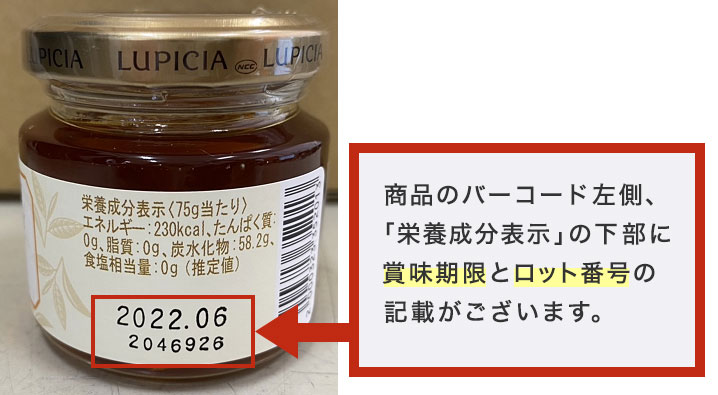 LUPICIA NCC LUPICIA
栄養成分表示〈75g当たり〉
エネルギー:230kcal、たんぱく質:
0g、脂質:0g、炭水化物:58.2g、
食塩相当量:0g（推定値）
2022.06
2046926
商品のバーコード左側、
「栄養成分表示」の下部に
賞味期限とロット番号の
記載がございます。